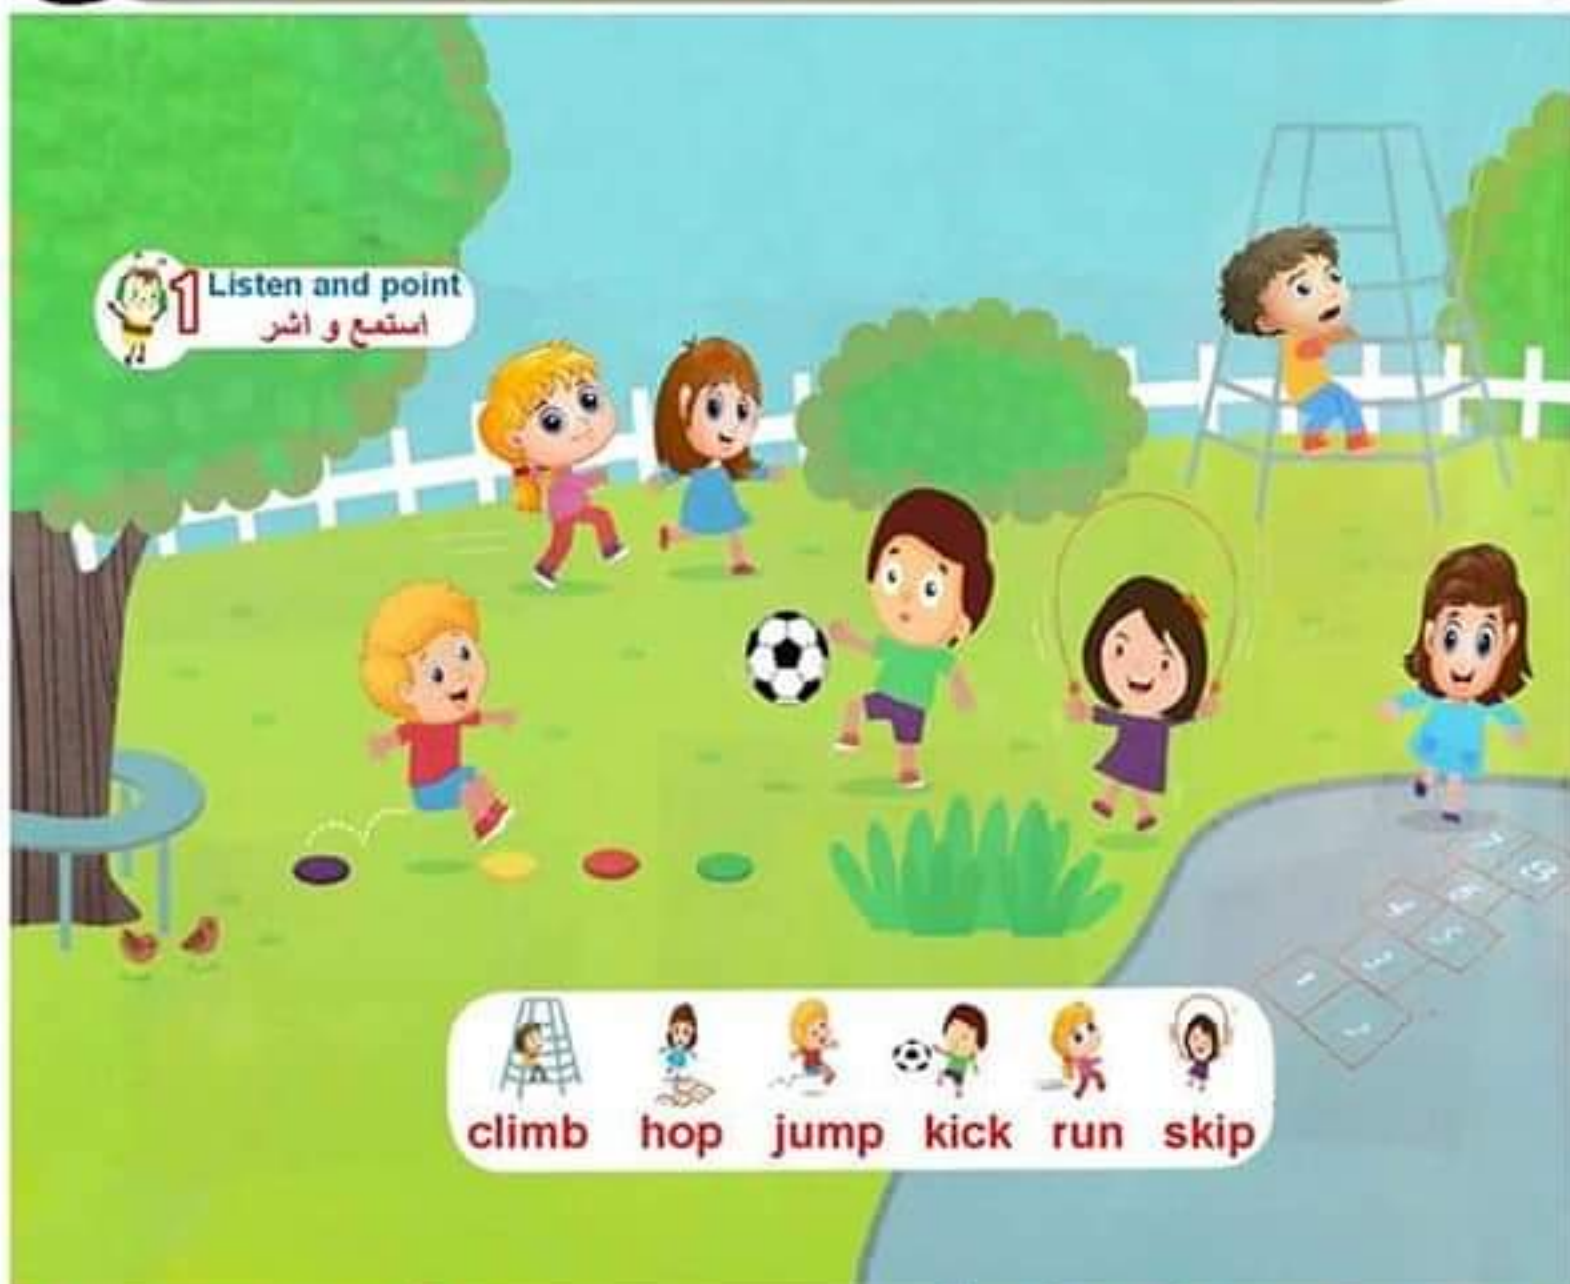 1 Listen and point
استمع و اشر
climb hop jump kick run skip